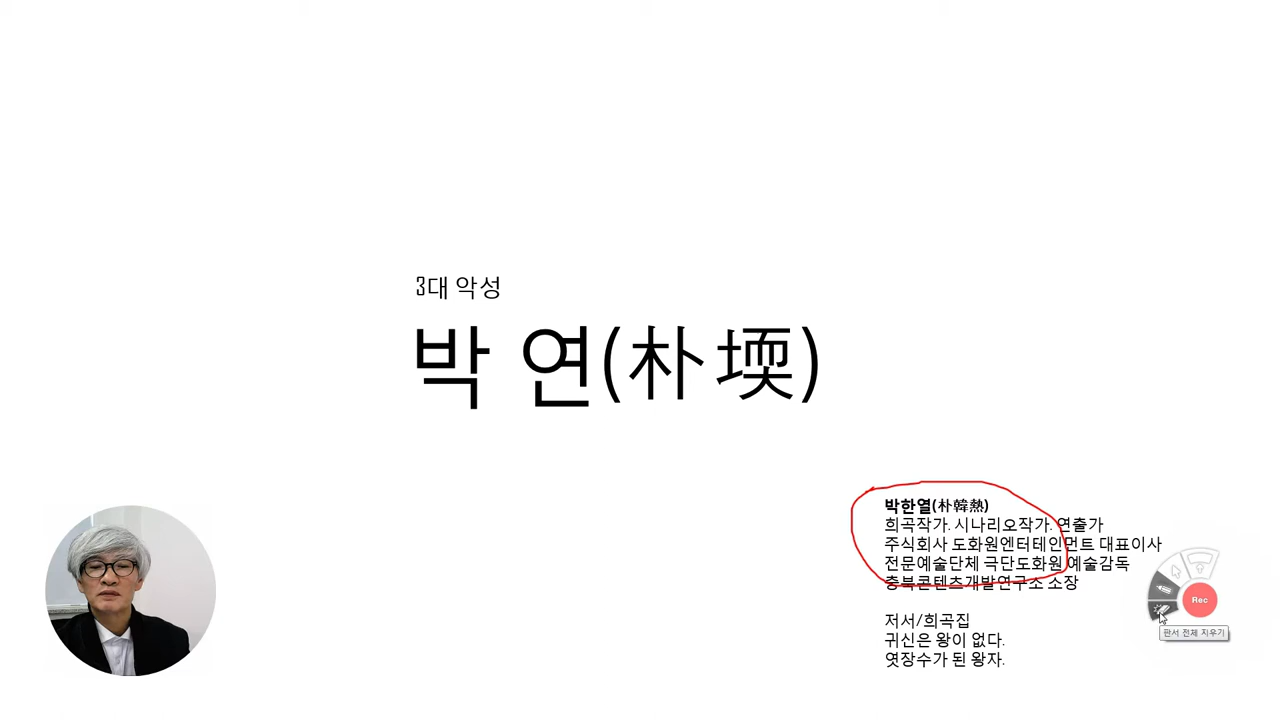 3대 악성
박 연(朴堧)
박한열(朴韓熱)
희곡작가. 시나리오작가. 연출가
주식회사 도화원엔터테인먼트 대표이사
전문예술단체 극단도화원 예술감독
충북콘텐츠개발연구소 소장
저서/희곡집
귀신은 왕이 없다.
엿장수가 된 왕자.
Rec
판서 전체 지우기